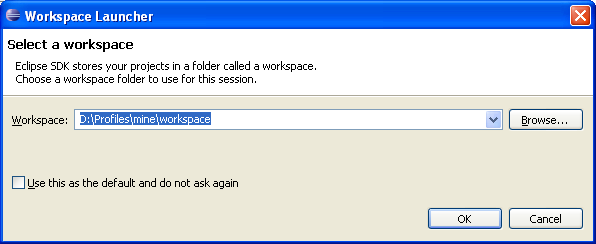 Workspace Launcher
Select a workspace
Eclipse SDK stores your projects in a folder called a workspace.
Choose a workspace folder to use for this session.
Workspace: D:\Profiles\mine\workspace Browse...
Use this as the default and do not ask again
OK Cancel